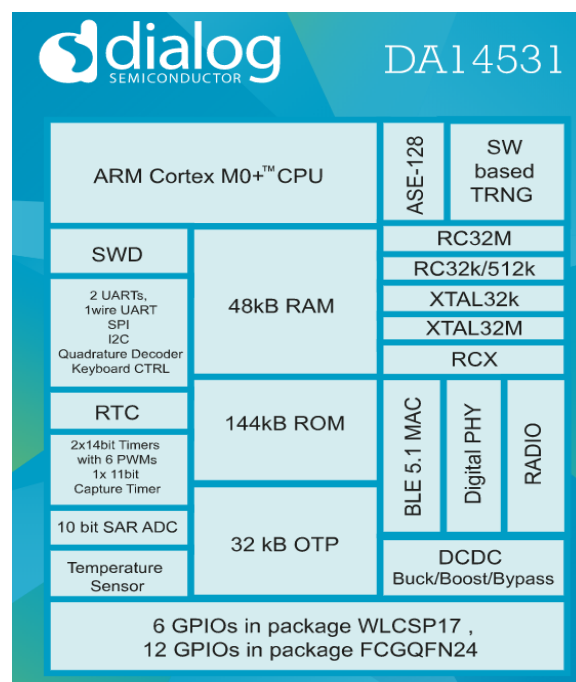 dialog
SEMICONDUCTOR
DA14531
ARM Cortex M0+™ CPU
ASE-128
SW
based
TRNG
SWD
2 UARTs,
1wire UART
SPI
I2C
Quadrature Decoder
Keyboard CTRL
RTC
2x14bit Timers
with 6 PWMs
1x 11bit
Capture Timer
10 bit SAR ADC
Temperature
Sensor
48kB RAM
144kB ROM
32 kB OTP
RC32M
RC32k/512k
XTAL32k
XTAL32M
RCX
BLE 5.1 MAC
Digital PHY
RADIO
DCDC
Buck/Boost/Bypass
6 GPIOs in package WLCSP17 ,
12 GPIOs in package FCGQFN24